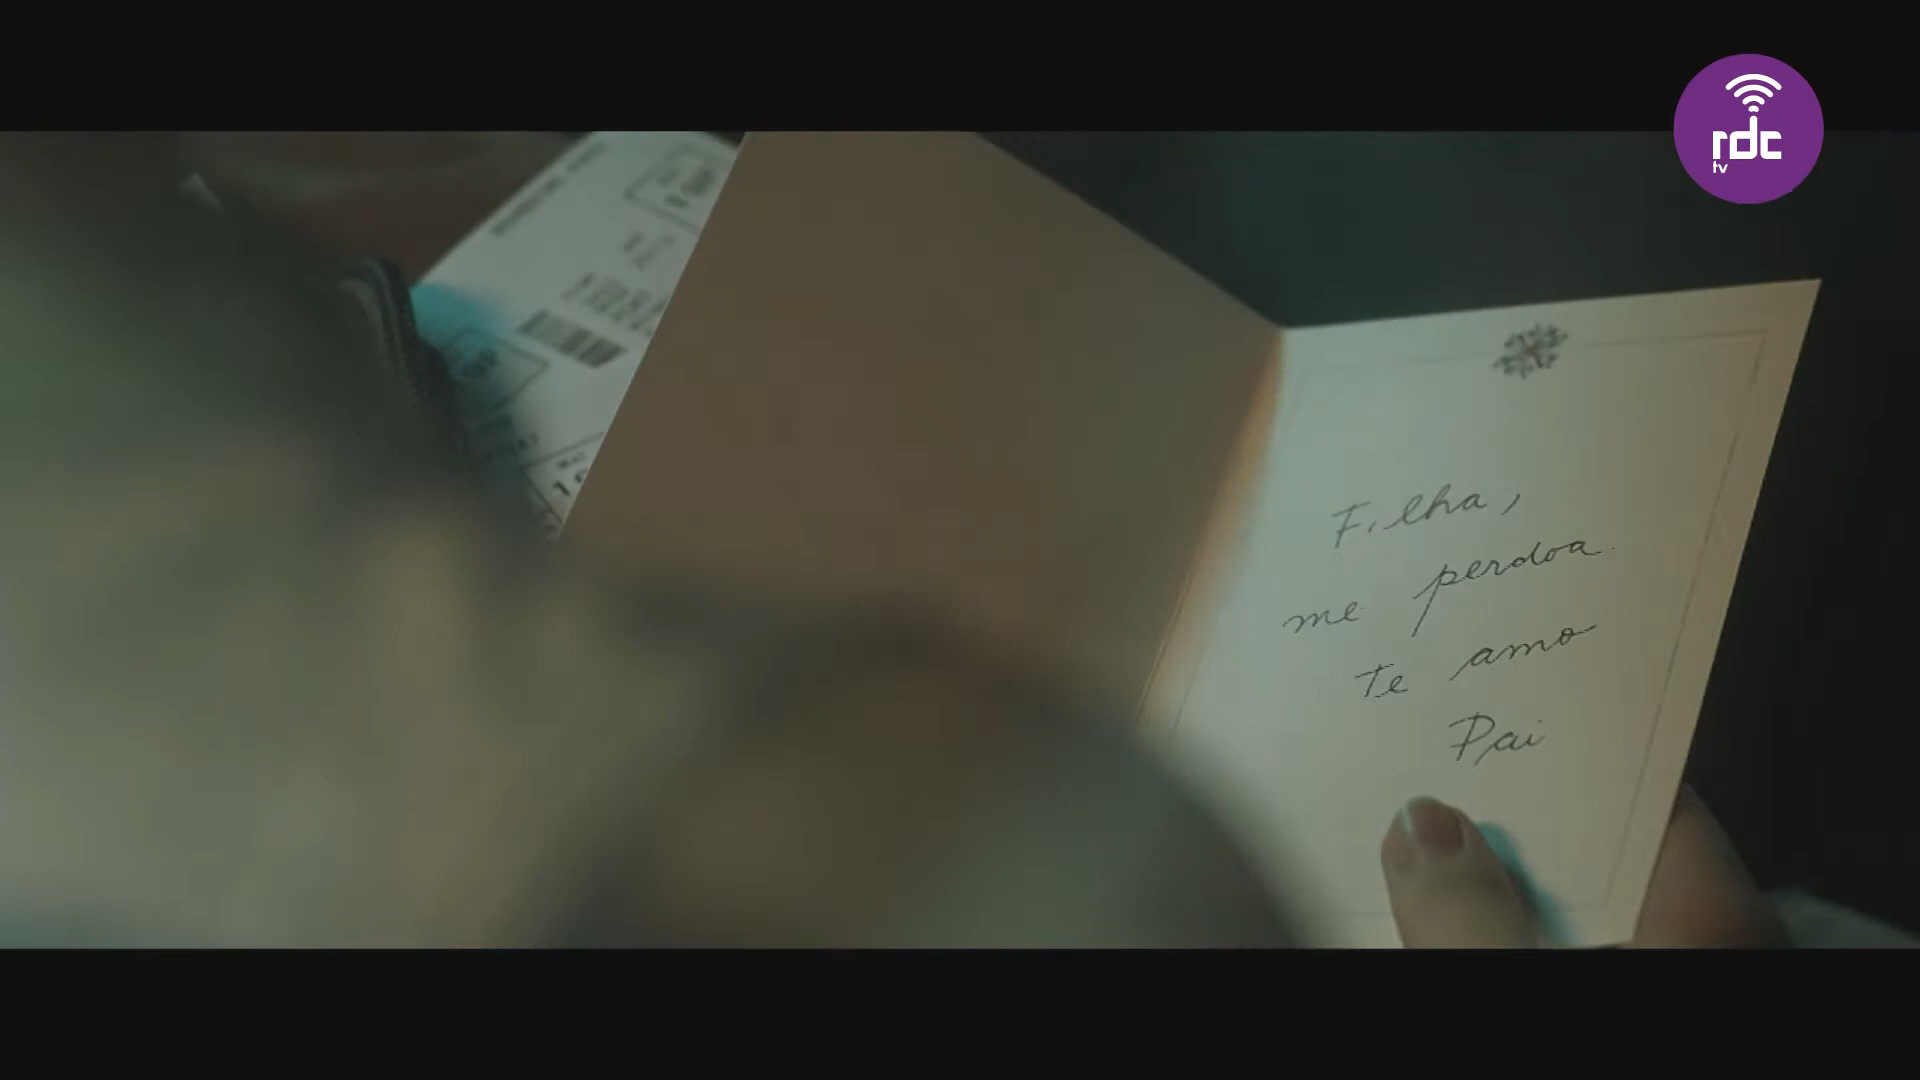 rdc
tv
Filha,
me perdoa
Te amo
Pai